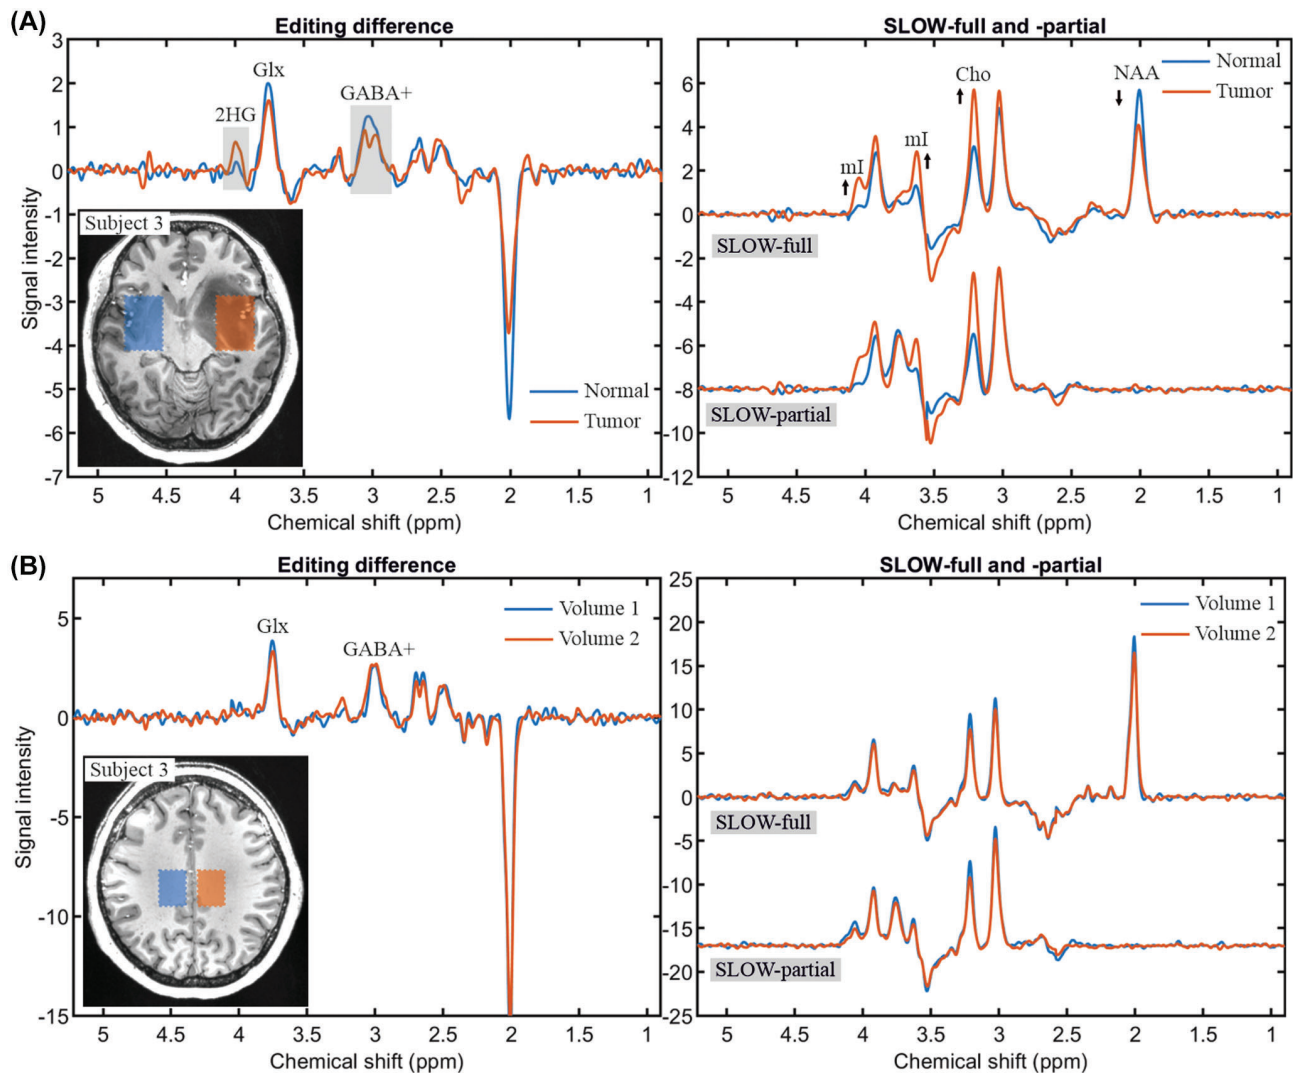 (A)
Editing difference
SLOW-full and -partial
3
2
1
0
-1
-2
-3
-4
-5
-6
-7
Signal intensity
2HG
Glx
GABA+
Subject 3
Normal
Tumor
5
4.5
4
3.5
3
2.5
2
1.5
1
Chemical shift (ppm)
6
4
2
0
-2
-4
-6
-8
-10
-12
mI
mI
Cho
NAA
Normal
Tumor
SLOW-full
SLOW-partial
5
4.5
4
3.5
3
2.5
2
1.5
1
Chemical shift (ppm)
(B)
Editing difference
SLOW-full and -partial
5
0
-5
-10
-15
Signal intensity
Glx
GABA+
Volume 1
Volume 2
Subject 3
5
4.5
4
3.5
3
2.5
2
1.5
1
Chemical shift (ppm)
25
20
15
10
5
0
-5
-10
-15
-20
-25
Volume 1
Volume 2
SLOW-full
SLOW-partial
5
4.5
4
3.5
3
2.5
2
1.5
1
Chemical shift (ppm)